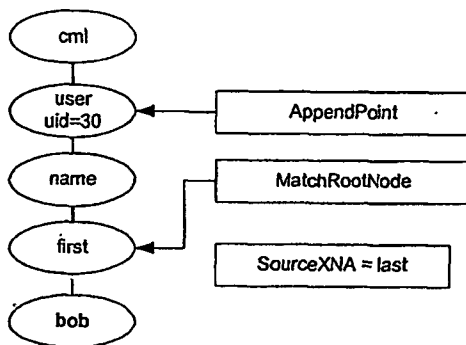 cml
user
uid=30
AppendPoint
name
MatchRootNode
first
SourceXNA = last
bob